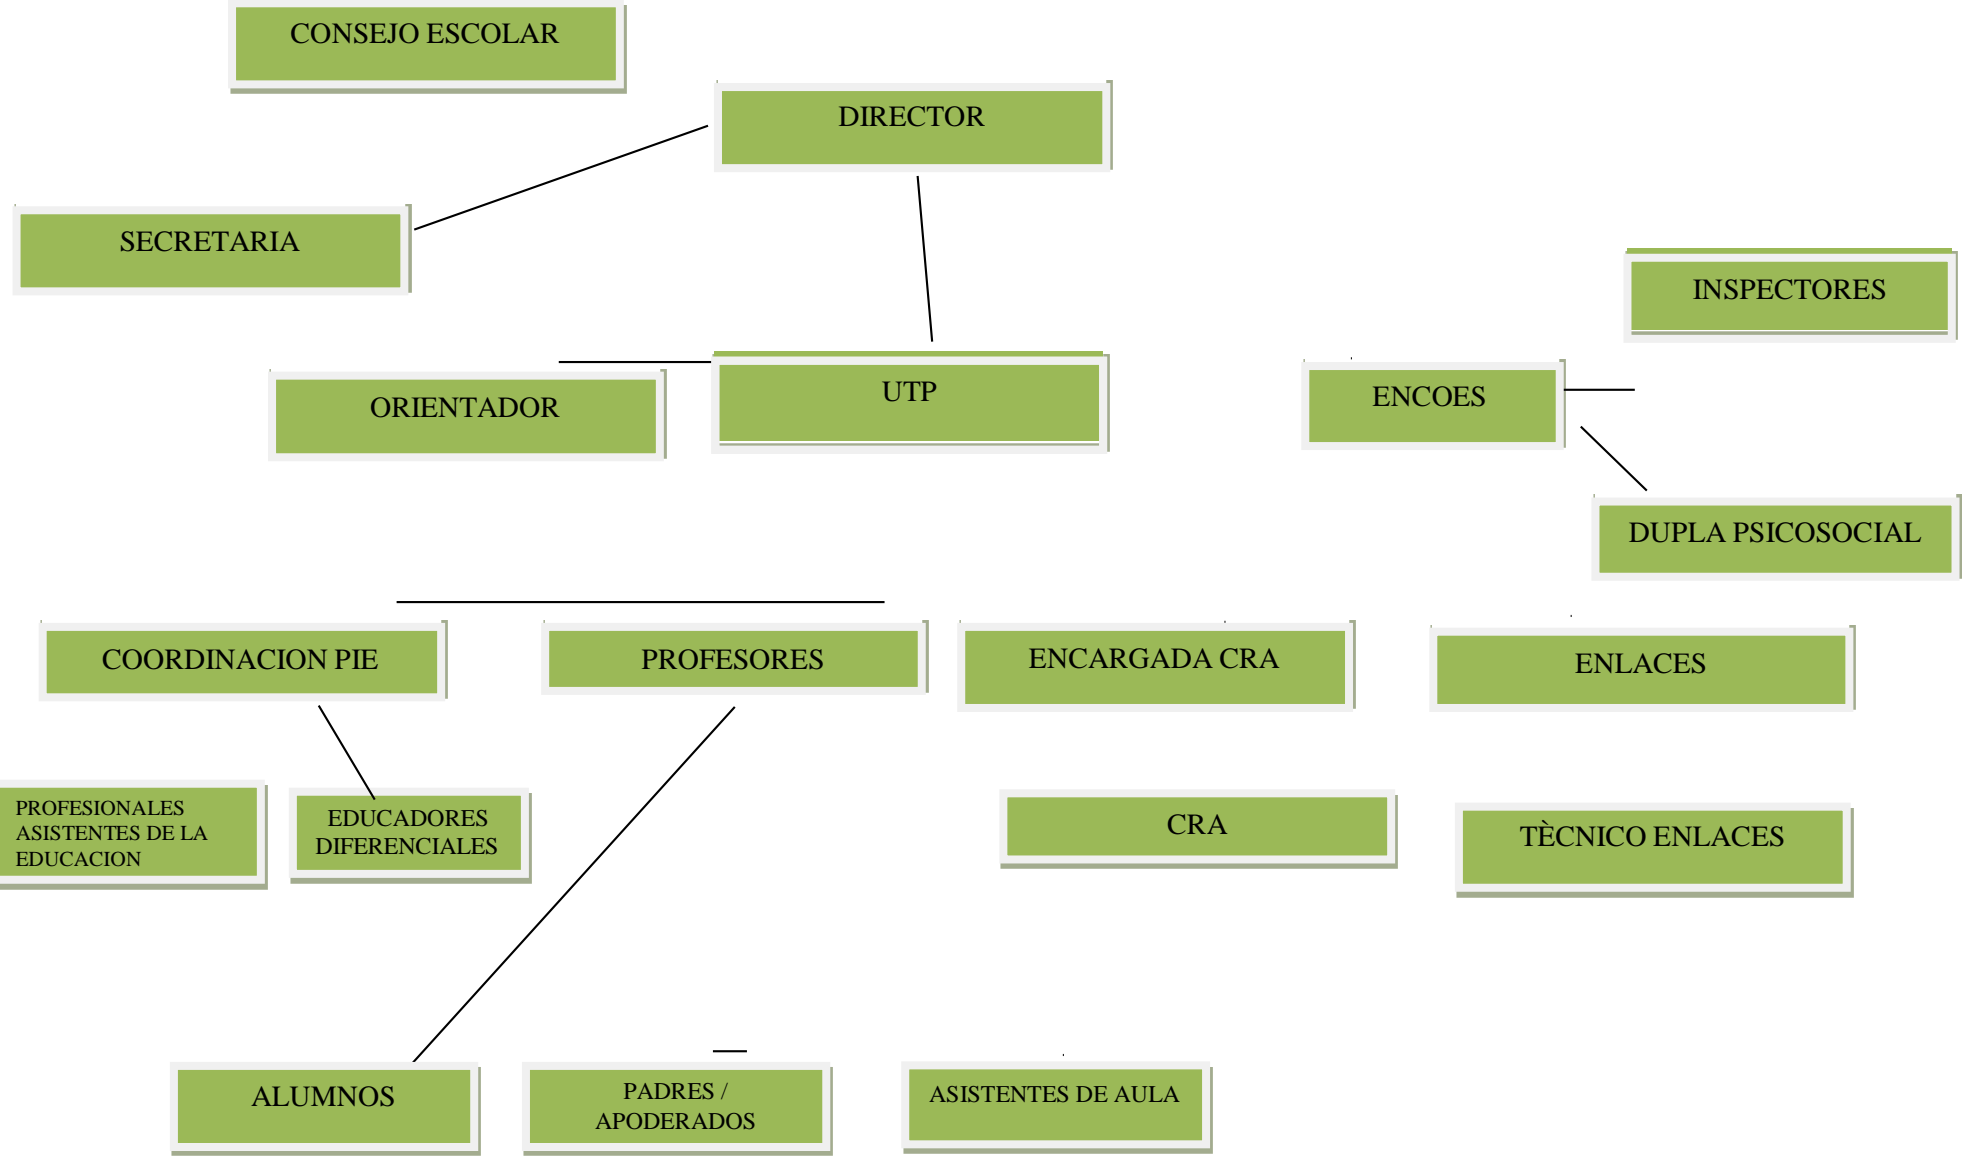 CONSEJO ESCOLAR
DIRECTOR
SECRETARIA
INSPECTORES
ORIENTADOR
UTP
ENCOES
DUPLA PSICOSOCIAL
COORDINACION PIE
PROFESORES
ENCARGADA CRA
ENLACES
PROFESIONALES
ASISTENTES DE LA
EDUCACION
EDUCADORES
DIFERENCIALES
CRA
TÈCNICO ENLACES
ALUMNOS
PADRES /
APODERADOS
ASISTENTES DE AULA